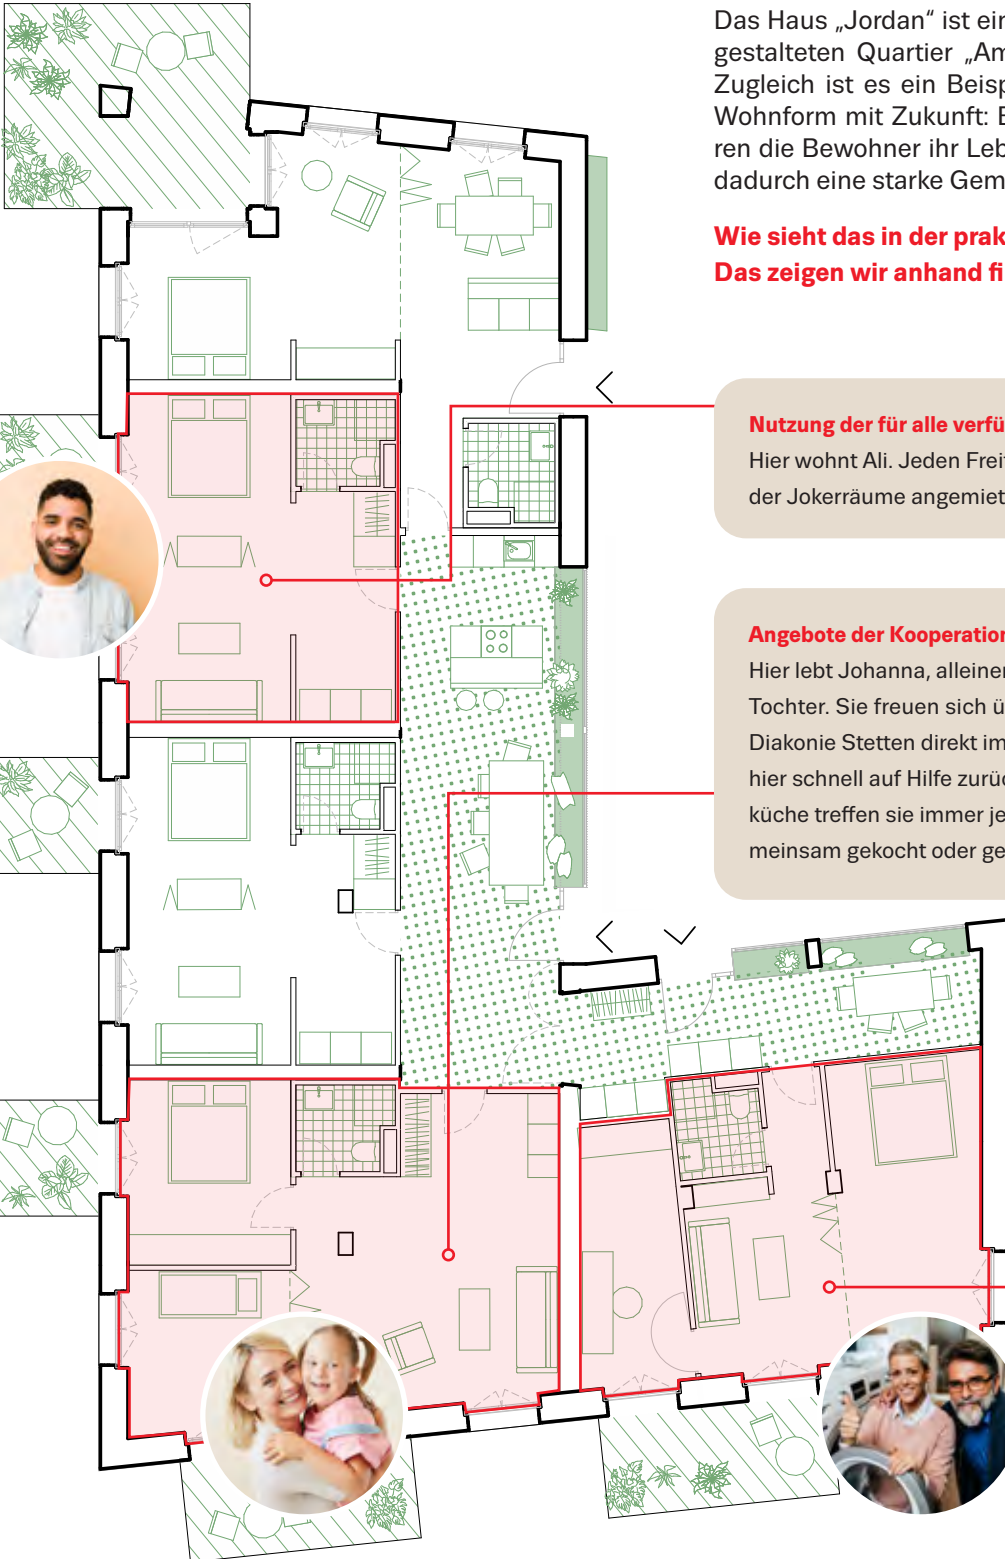 Das Haus „Jordan“ ist ein
gestalteten Quartier „Am
Zugleich ist es ein Beisp
Wohnform mit Zukunft: E
ren die Bewohner ihr Leb
dadurch eine starke Gem
Wie sieht das in der prak
Das zeigen wir anhand fi
Nutzung der für alle verfü
Hier wohnt Ali. Jeden Frei
der Jokerräume angemiet
Angebote der Kooperation
Hier lebt Johanna, alleiner
Tochter. Sie freuen sich ü
Diakonie Stetten direkt im
hier schnell auf Hilfe zurüc
küche treffen sie immer je
meinsam gekocht oder ge